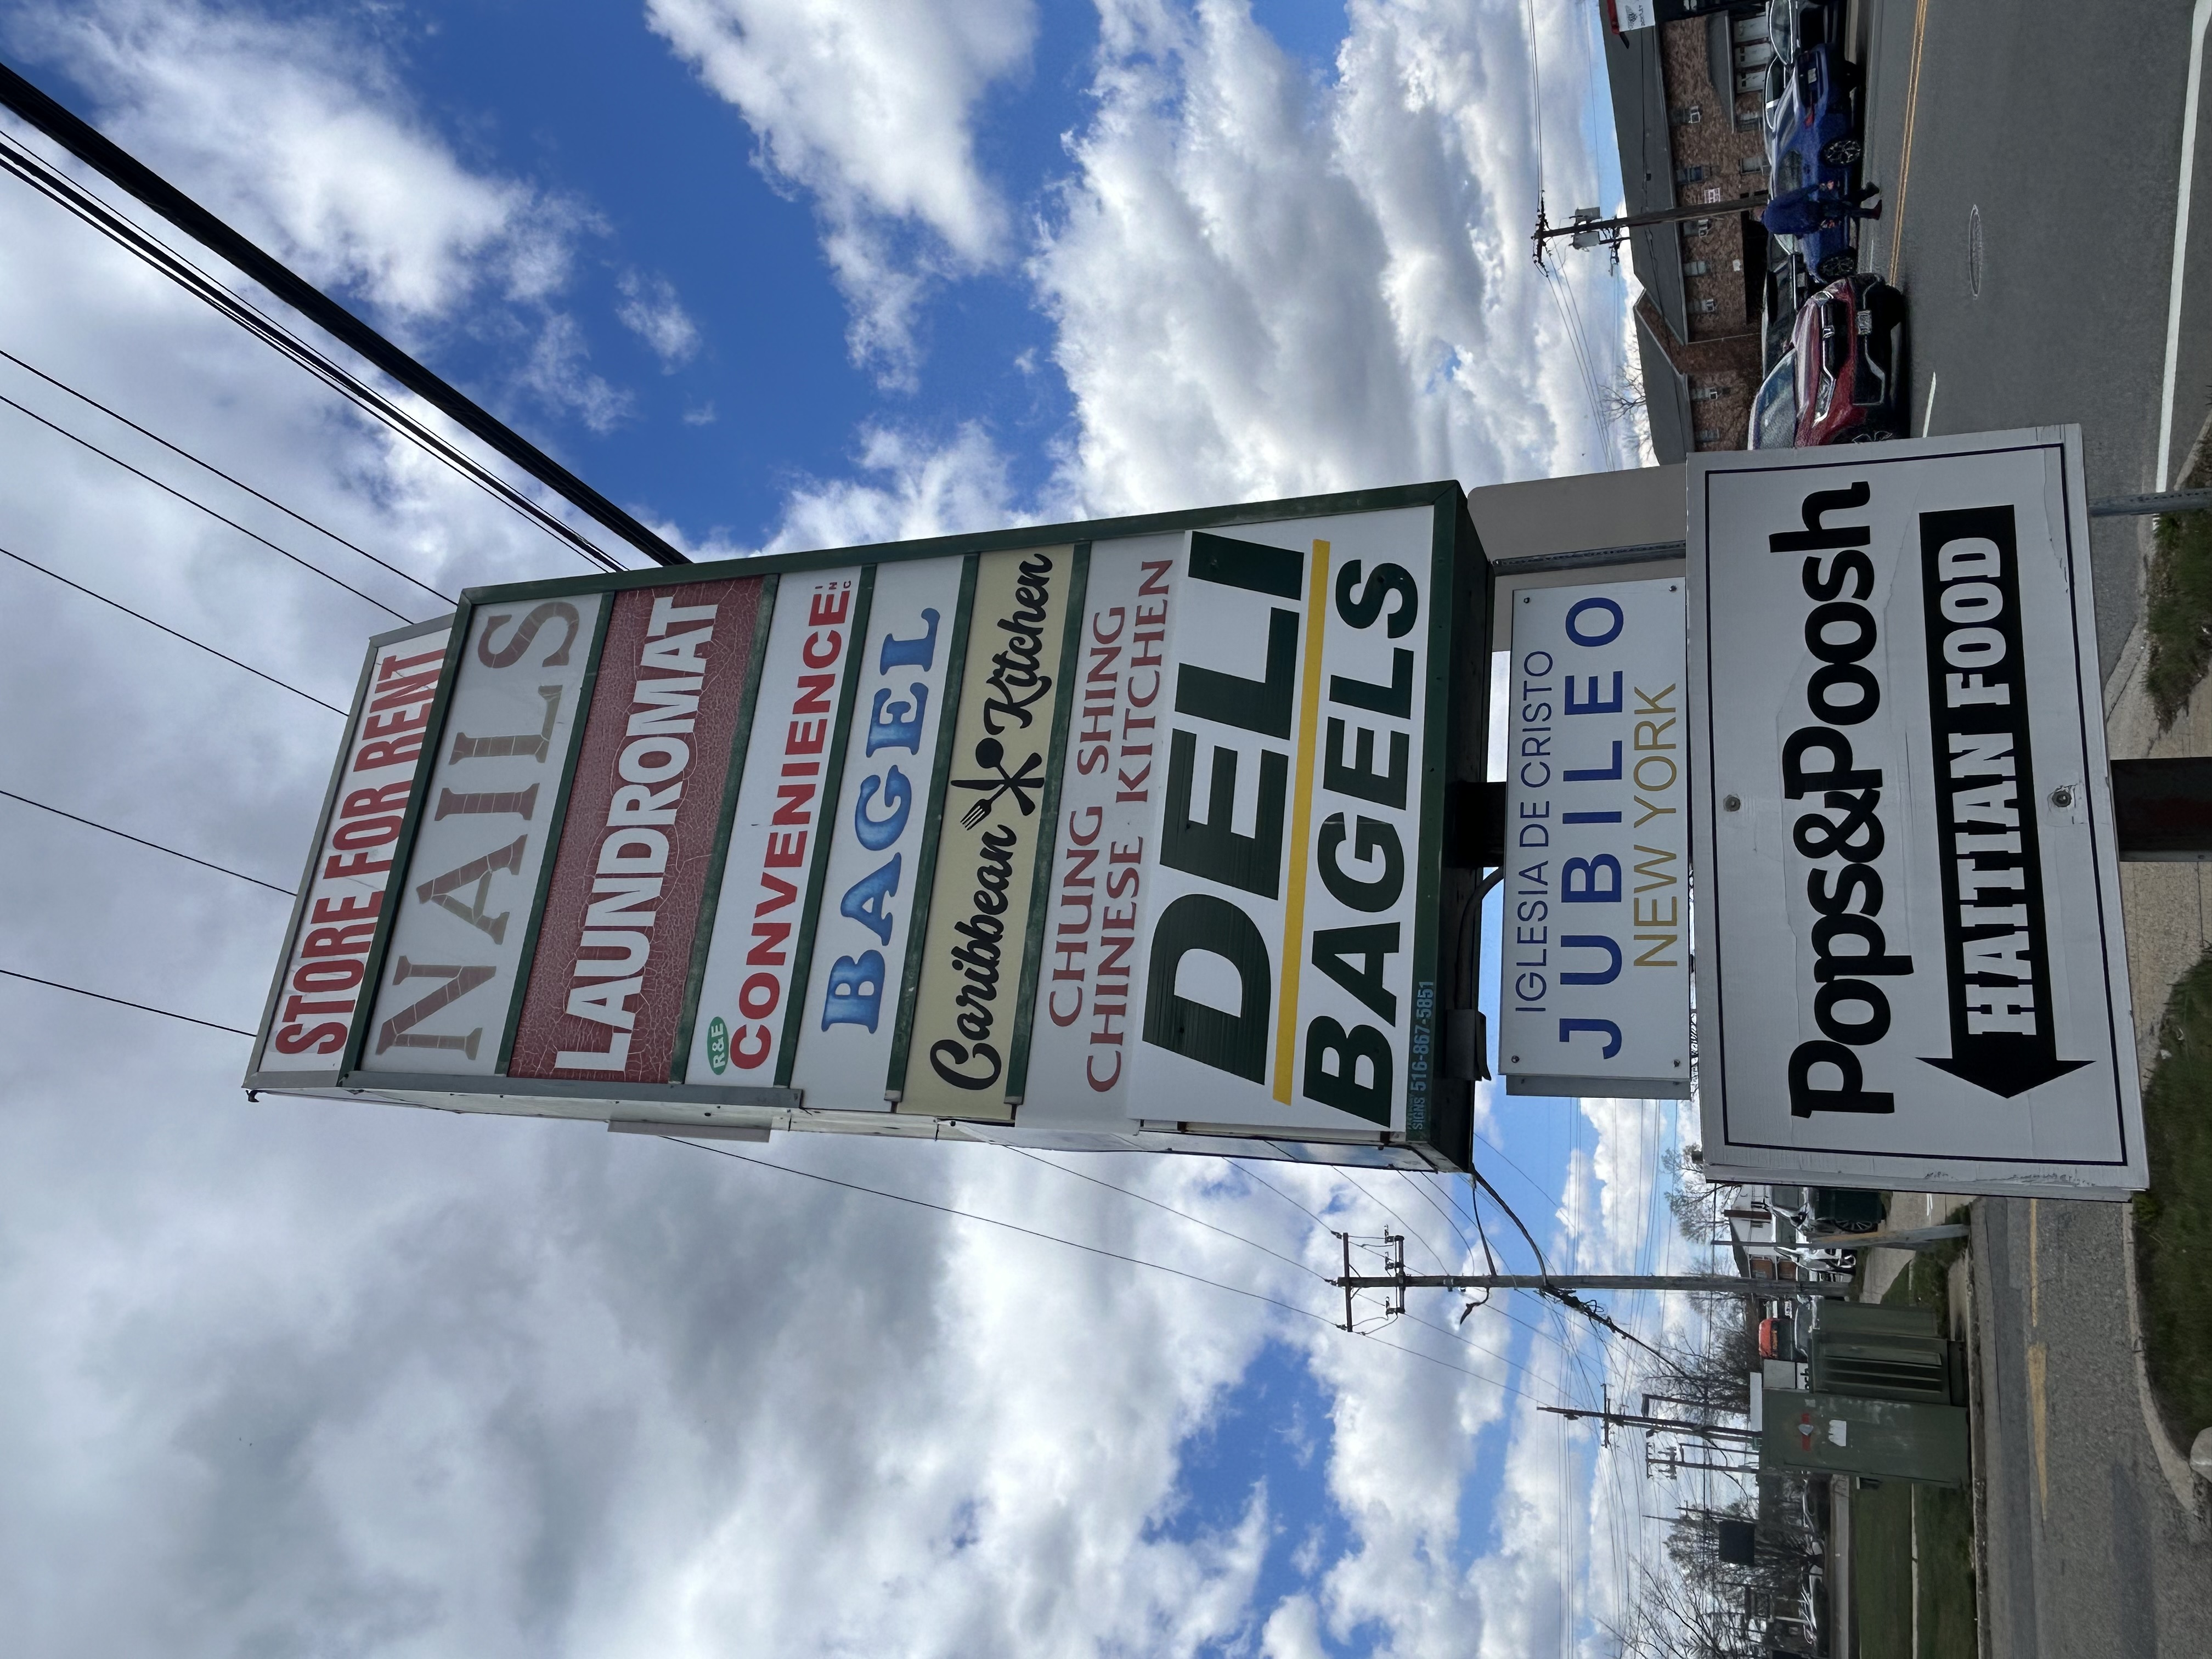 STORE FOR RENT
NAILS
LAUNDROMAT
R&E
CONVENIENCE INC
BAGEL
Caribbean Kitchen
CHUNG SHING
CHINESE KITCHEN
DELI
BAGELS
SIGNS 516-867-5851
IGLESIA DE CRISTO
JUBILEO
NEW YORK
Pops&Poosh
HAITIAN FOOD